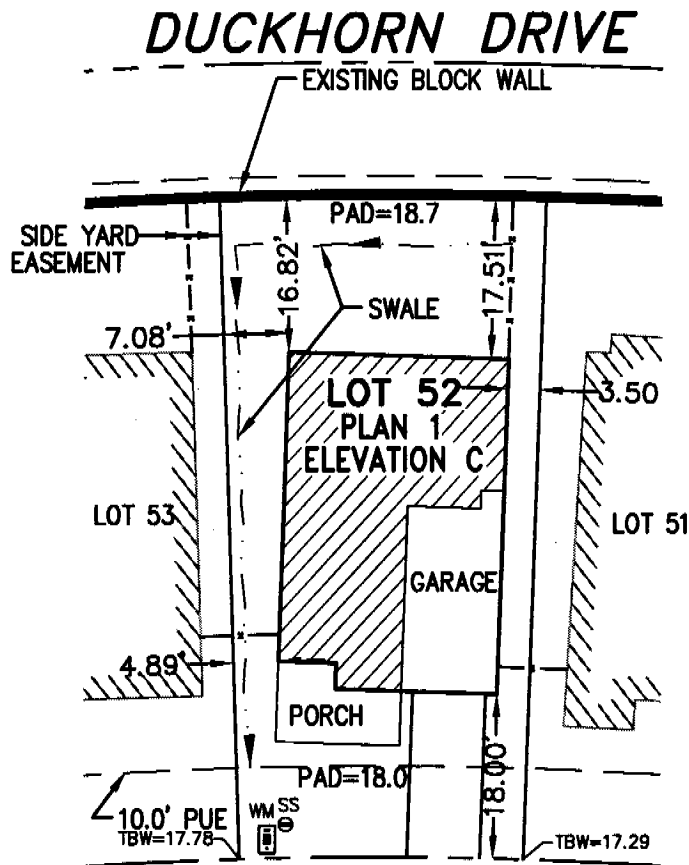 DUCKHORN DRIVE
EXISTING BLOCK WALL
PAD=18.7
SIDE YARD
EASEMENT
16.82'
17.51'
SWALE
7.08'
LOT 52
PLAN 1
ELEVATION C
3.50
LOT 53
LOT 51
GARAGE
4.89'
PORCH
18.00'
PAD=18.0
10.0' PUE
WM
SS
TBW=17.78
TBW=17.29